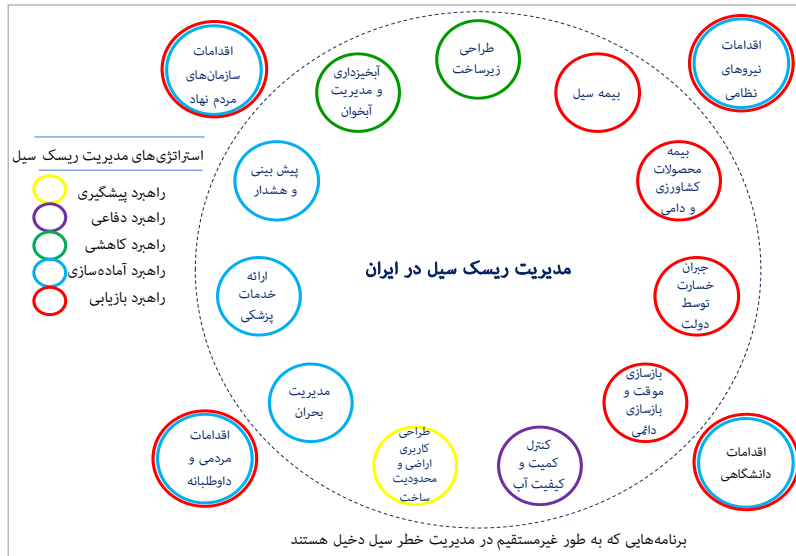 اقدامات
نیروهای
نظامی
طراحی
زیرساخت
اقدامات
سازمان‌های
مردم نهاد
آبخیزداری
و مدیریت
آبخوان
بیمه سیل
بیمه
محصولات
کشاورزی
و دامی
پیش بینی
و هشدار
استراتژی‌های مدیریت ریسک سیل
راهبرد پیشگیری
راهبرد دفاعی
راهبرد کاهشی
راهبرد آماده‌سازی
راهبرد بازیابی
مدیریت ریسک سیل در ایران
جبران
خسارت
توسط
دولت
ارائه
خدمات
پزشکی
بازسازی
موقت و
بازسازی
دائمی
مدیریت
بحران
اقدامات
دانشگاهی
کنترل
کمیت و
کیفیت آب
طراحی
کاربری
اراضی و
محدودیت
ساخت
اقدامات
مردمی و
داوطلبانه
برنامه‌هایی که به طور غیرمستقیم در مدیریت خطر سیل دخیل هستند